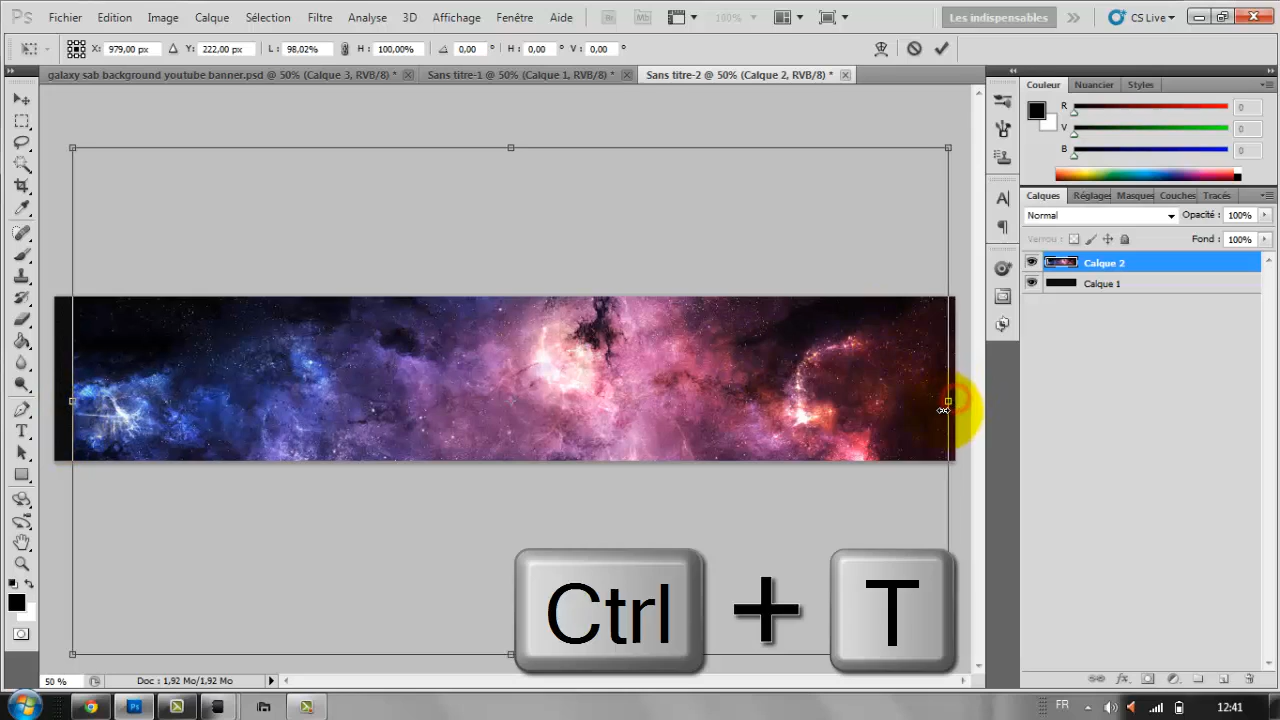 Ps Fichier Edition Image Calque Sélection Filtre Analyse 3D Affichage Fenêtre Aide Br Mb 100% Les indispensables CS Live
X: 979,00 px Y: 222,00 px L: 98.02% H: 100,00% 0,00 ° H: 0,00 ° V: 0,00 °
galaxy sab background youtube banner.psd @ 50% (Calque 3, RVB/8) * Sans titre-1 @ 50% (Calque 1, RVB/8) * Sans titre-2 @ 50% (Calque 2, RVB/8) *
Couleur Nuancier Styles
R 0
V 0
B 0
Calques Réglages Masques Couches Tracés
Normal Opacité : 100%
Verrou : Fond : 100%
Calque 2
Calque 1
Ctrl + T
50 % Doc : 1,92 Mo/1,92 Mo
FR 12:41